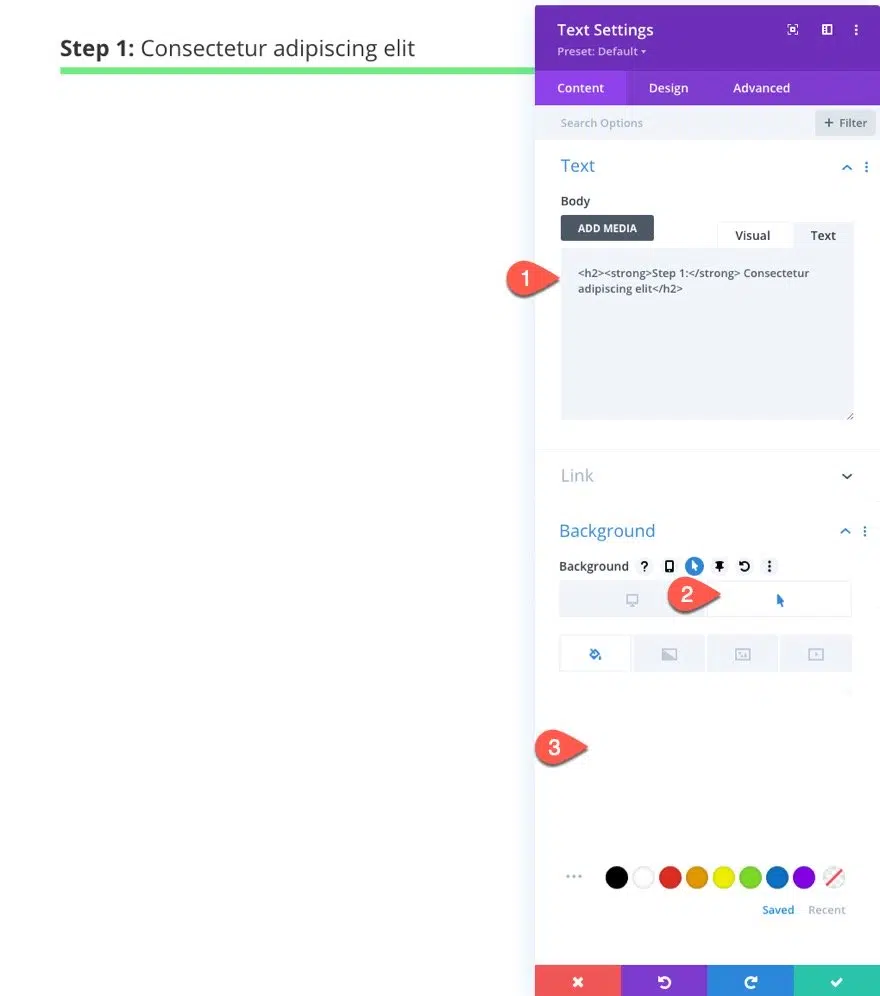 Step 1: Consectetur adipiscing elit
Text Settings
Preset: Default
Content Design Advanced
Search Options + Filter
Text
Body
ADD MEDIA Visual Text
1
<h2><strong>Step 1:</strong> Consectetur
adipiscing elit</h2>
Link
Background
Background ?
2
3
Saved Recent